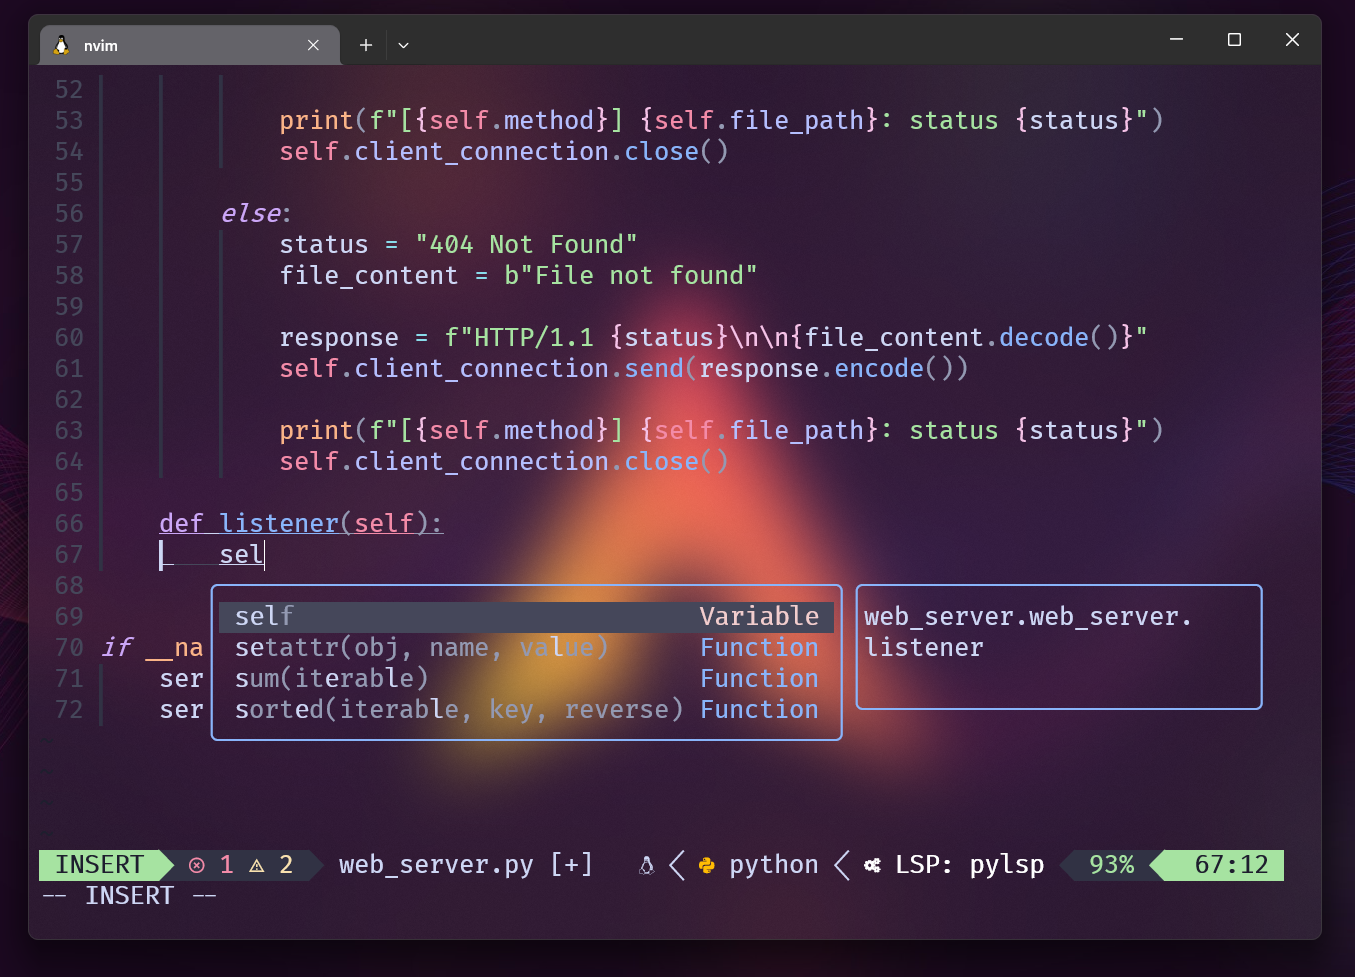 nvim
52
53             print(f"[{self.method}] {self.file_path}: status {status}")
54             self.client_connection.close()
55
56         else:
57             status = "404 Not Found"
58             file_content = b"File not found"
59
60             response = f"HTTP/1.1 {status}\n\n{file_content.decode()}"
61             self.client_connection.send(response.encode())
62
63             print(f"[{self.method}] {self.file_path}: status {status}")
64             self.client_connection.close()
65
66     def listener(self):
67         sel
68
69 self Variable web_server.web_server.
70 if __na setattr(obj, name, value) Function listener
71     ser sum(iterable) Function
72     ser sorted(iterable, key, reverse) Function
INSERT 1 2 web_server.py [+] python LSP: pylsp 93% 67:12
-- INSERT --